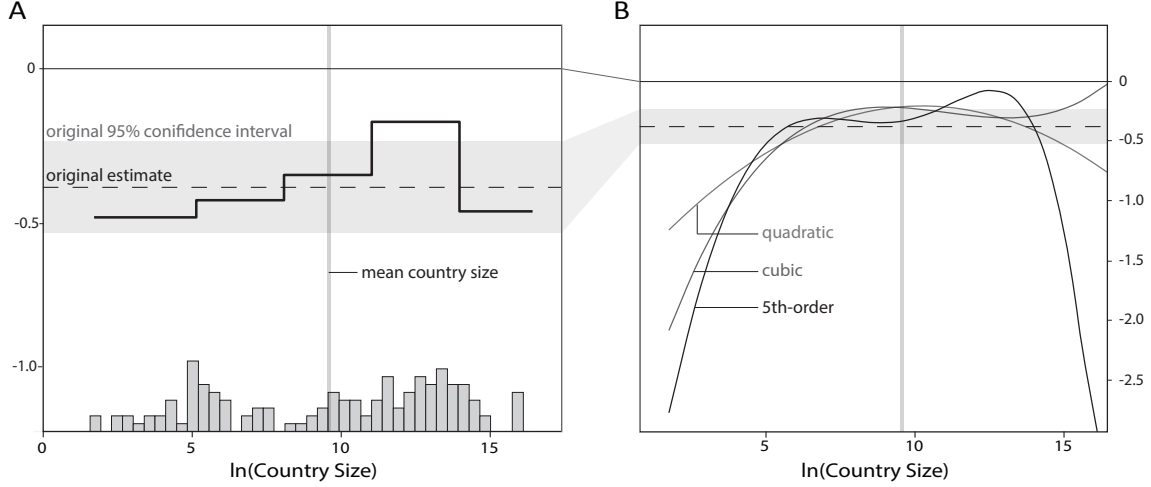 A
0
original 95% conifidence interval
original estimate
-0.5
mean country size
-1.0
0
5
10
15
ln(Country Size)
B
0
-0.5
-1.0
quadratic
-1.5
cubic
5th-order
-2.0
-2.5
5
10
15
ln(Country Size)